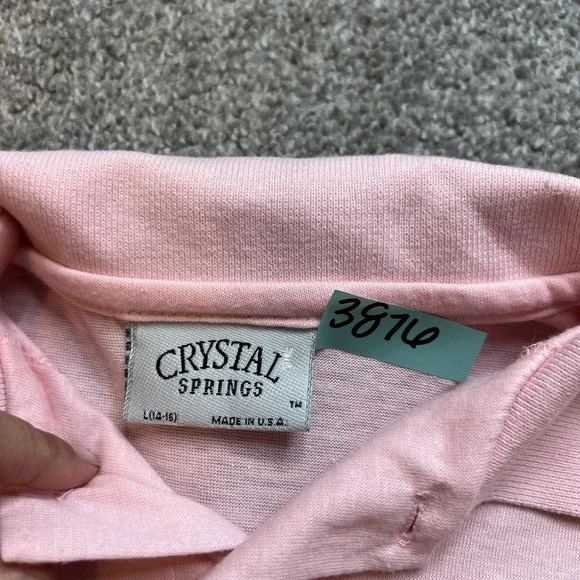 3876
CRYSTAL
SPRINGS
TM
L(14-16) MADE IN U.S.A.